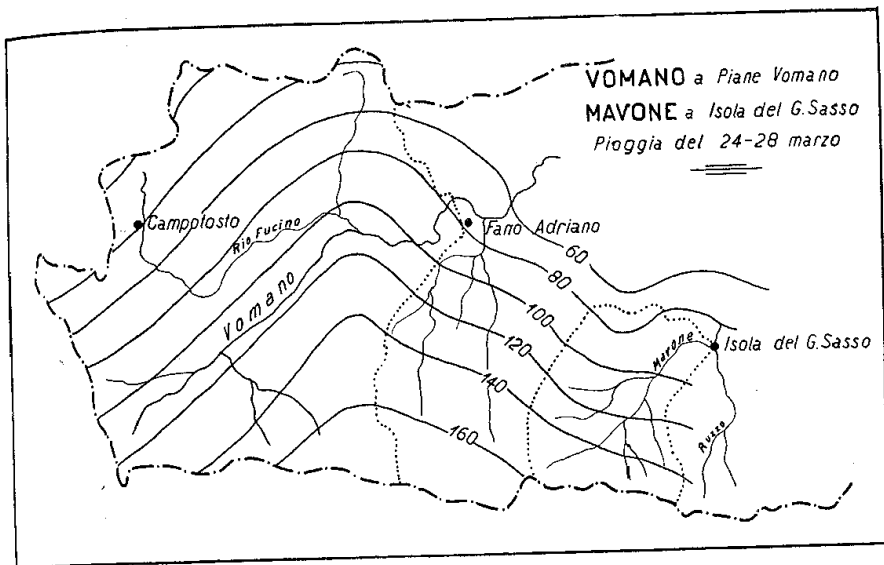 VOMANO a Piane Vomano
MAVONE a Isola del G. Sasso
Pioggia del 24-28 marzo
Campotosto
Rio Fucino
Fano Adriano
Vomano
60
80
100
120
140
160
Mavone
Isola del G. Sasso
Ruzzo